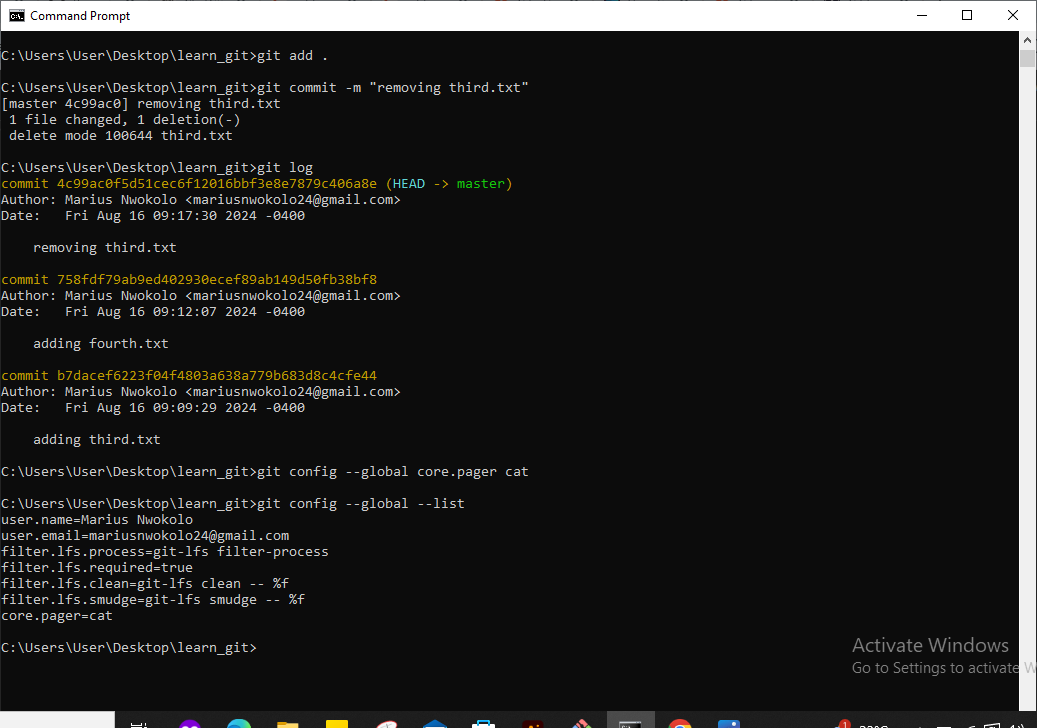 Command Prompt
C:\Users\User\Desktop\learn_git>git add .
C:\Users\User\Desktop\learn_git>git commit -m "removing third.txt"
[master 4c99ac0] removing third.txt
 1 file changed, 1 deletion(-)
 delete mode 100644 third.txt
C:\Users\User\Desktop\learn_git>git log
commit 4c99ac0f5d51cec6f12016bbf3e8e7879c406a8e (HEAD -> master)
Author: Marius Nwokolo <mariusnwokolo24@gmail.com>
Date:   Fri Aug 16 09:17:30 2024 -0400
    removing third.txt
commit 758fdf79ab9ed402930ecef89ab149d50fb38bf8
Author: Marius Nwokolo <mariusnwokolo24@gmail.com>
Date:   Fri Aug 16 09:12:07 2024 -0400
    adding fourth.txt
commit b7dacef6223f04f4803a638a779b683d8c4cfe44
Author: Marius Nwokolo <mariusnwokolo24@gmail.com>
Date:   Fri Aug 16 09:09:29 2024 -0400
    adding third.txt
C:\Users\User\Desktop\learn_git>git config --global core.pager cat
C:\Users\User\Desktop\learn_git>git config --global --list
user.name=Marius Nwokolo
user.email=mariusnwokolo24@gmail.com
filter.lfs.process=git-lfs filter-process
filter.lfs.required=true
filter.lfs.clean=git-lfs clean -- %f
filter.lfs.smudge=git-lfs smudge -- %f
core.pager=cat
C:\Users\User\Desktop\learn_git>
Activate Windows
Go to Settings to activate W